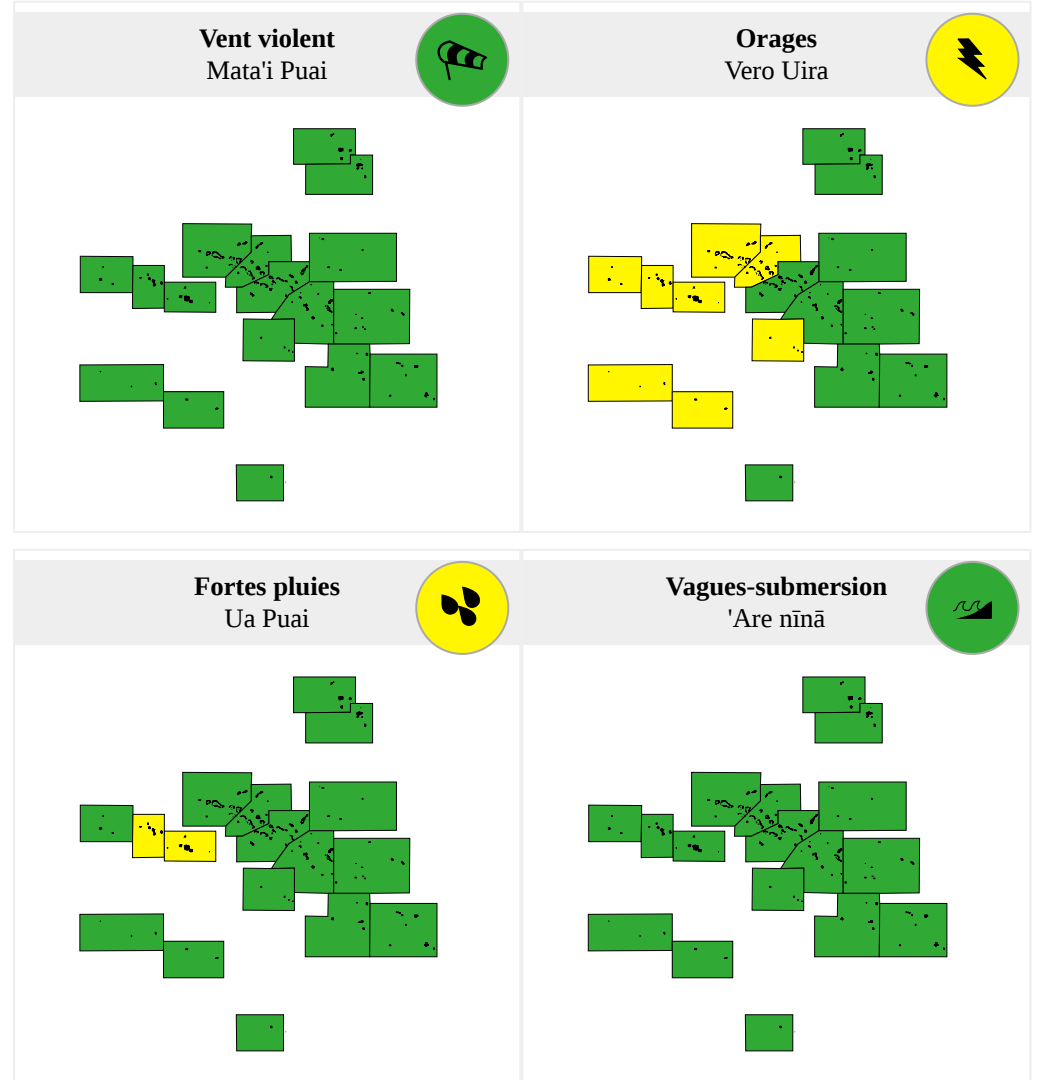 Vent violent
Mata'i Puai
Orages
Vero Uira
Fortes pluies
Ua Puai
Vagues-submersion
'Are nīnā